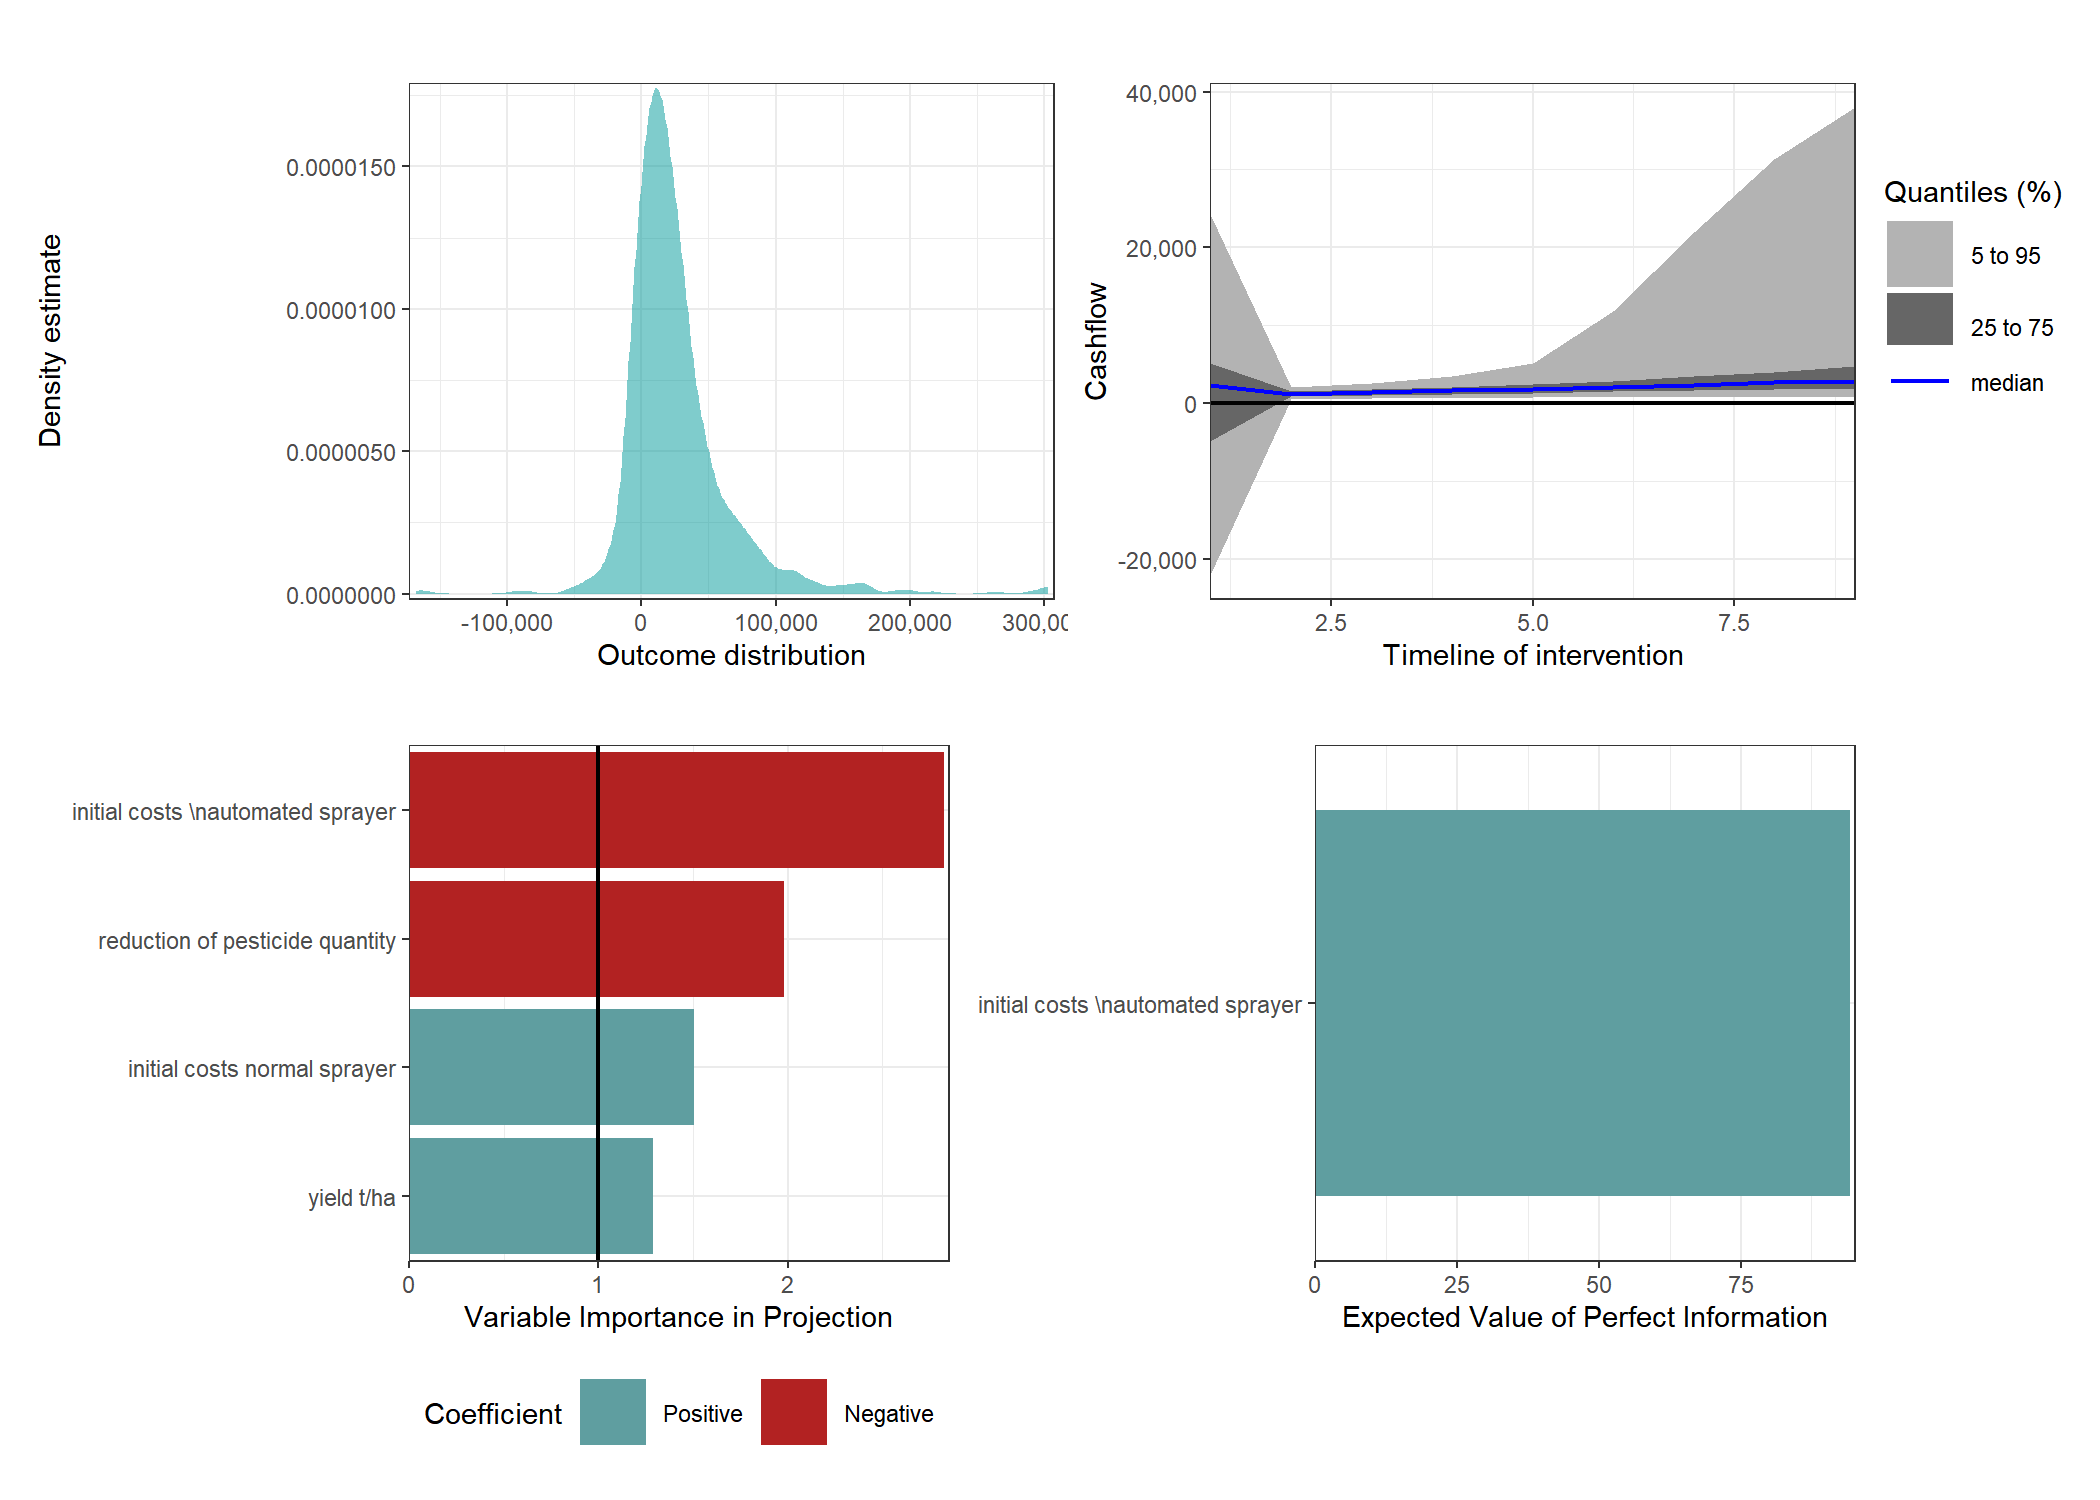 Density estimate
0.0000150
0.0000100
0.0000050
0.0000000
-100,000 0 100,000 200,000 300,0
Outcome distribution
Cashflow
40,000
20,000
0
-20,000
2.5 5.0 7.5
Timeline of intervention
Quantiles (%)
5 to 95
25 to 75
median
initial costs \nautomated sprayer
reduction of pesticide quantity
initial costs normal sprayer
yield t/ha
0 1 2
Variable Importance in Projection
Coefficient Positive Negative
initial costs \nautomated sprayer
0 25 50 75
Expected Value of Perfect Information